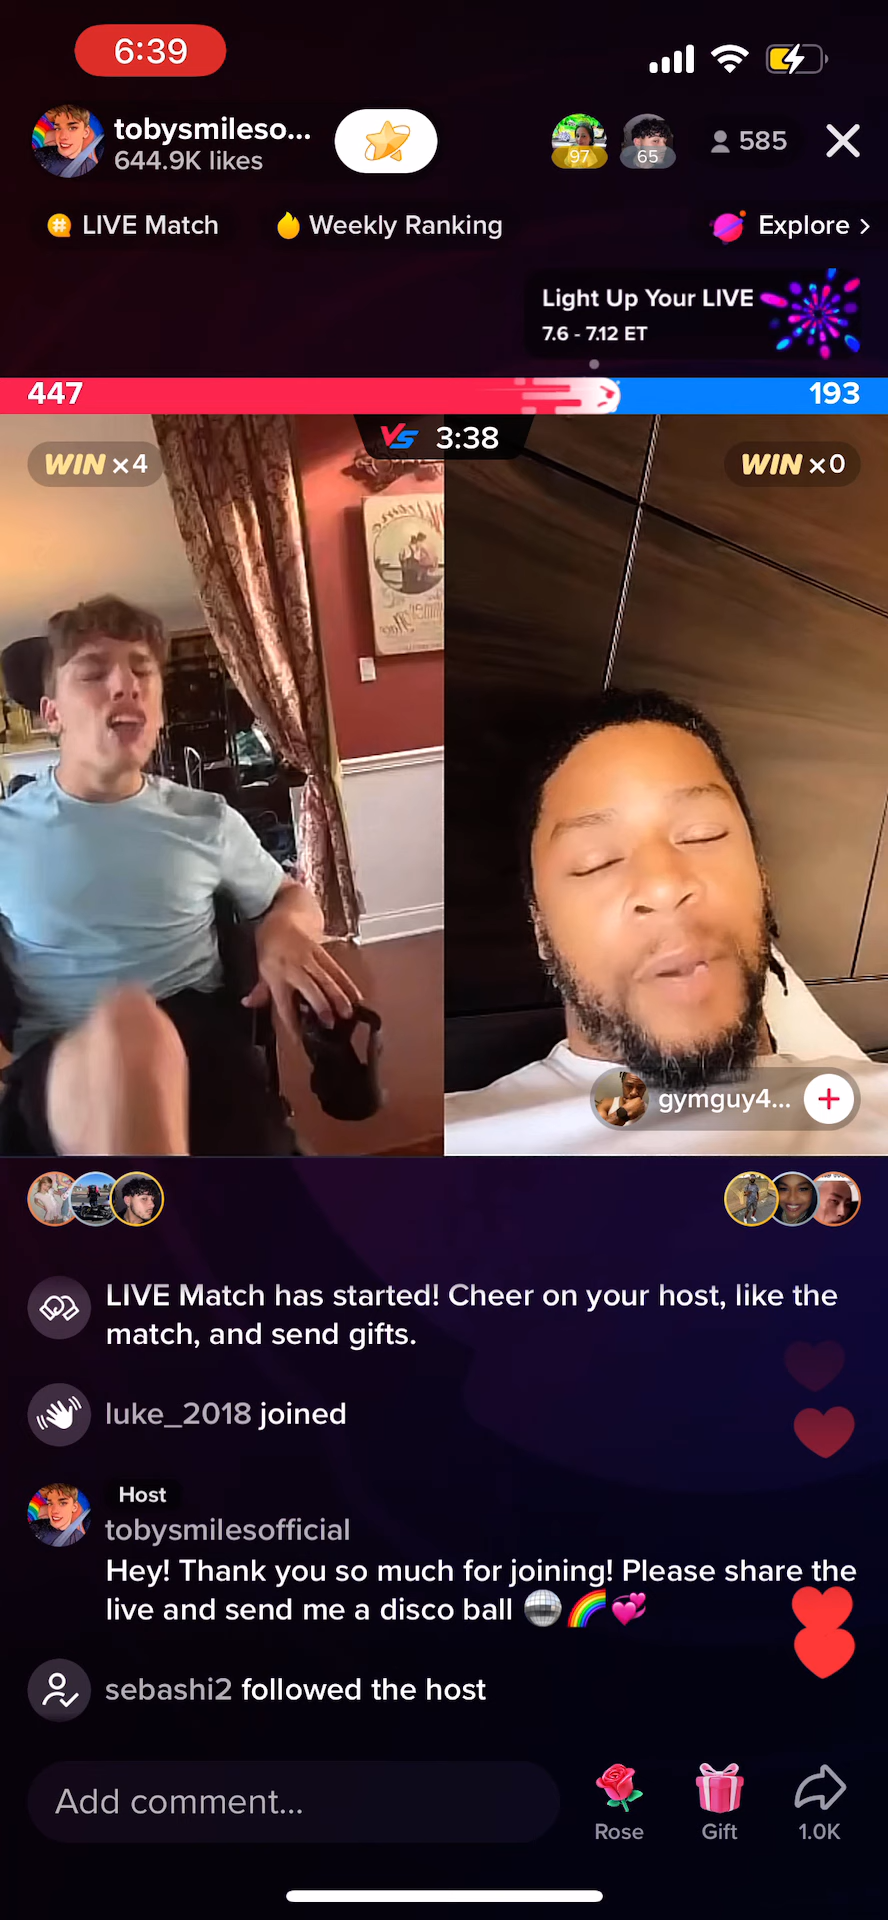 6:39
tobysmileso...
644.9K likes
97
65
585
LIVE Match
Weekly Ranking
Explore >
Light Up Your LIVE
7.6 - 7.12 ET
447
193
VS 3:38
WIN x4
WIN x0
gymguy4...
LIVE Match has started! Cheer on your host, like the
match, and send gifts.
luke_2018 joined
Host
tobysmilesofficial
Hey! Thank you so much for joining! Please share the
live and send me a disco ball 🪩🌈💞
sebashi2 followed the host
Add comment...
Rose
Gift
1.0K